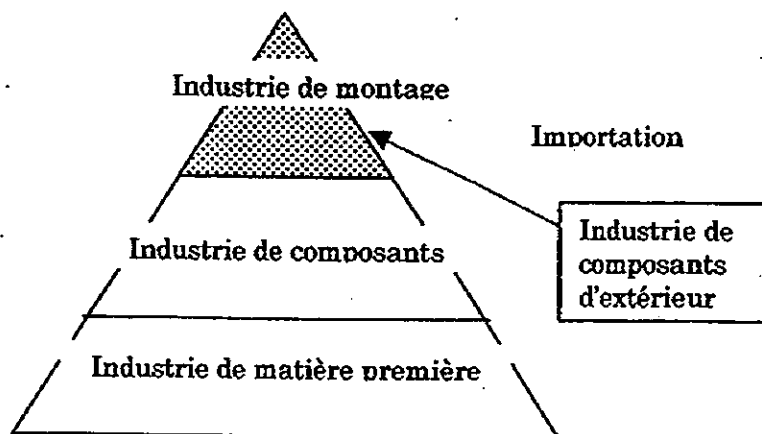 Industrie de montage
Importation
Industrie de
composants
d'extérieur
Industrie de composants
Industrie de matière première